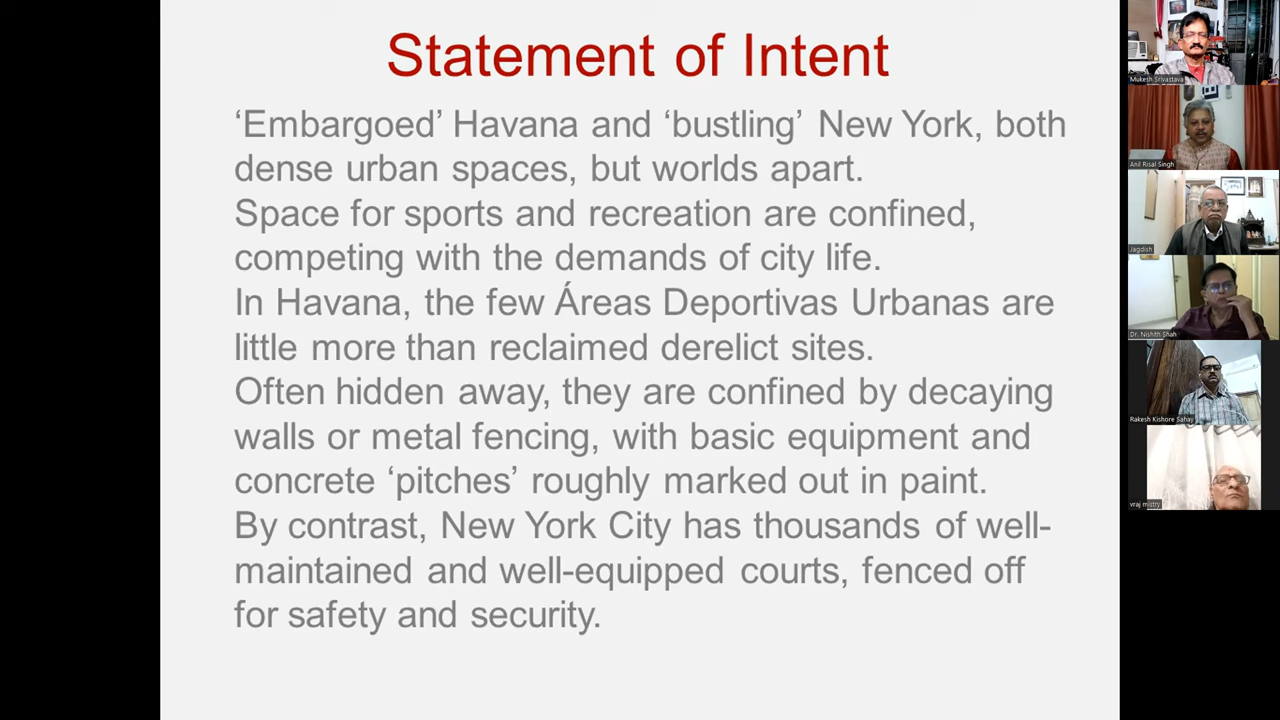 Statement of Intent
‘Embargoed’ Havana and ‘bustling’ New York, both
dense urban spaces, but worlds apart.
Space for sports and recreation are confined,
competing with the demands of city life.
In Havana, the few Áreas Deportivas Urbanas are
little more than reclaimed derelict sites.
Often hidden away, they are confined by decaying
walls or metal fencing, with basic equipment and
concrete ‘pitches’ roughly marked out in paint.
By contrast, New York City has thousands of well-
maintained and well-equipped courts, fenced off
for safety and security.
Mukesh Srivastava
Anil Risal Singh
Jagdish
Dr. Nishith Shah
Rakesh Kishore Sahay
vraj mistry